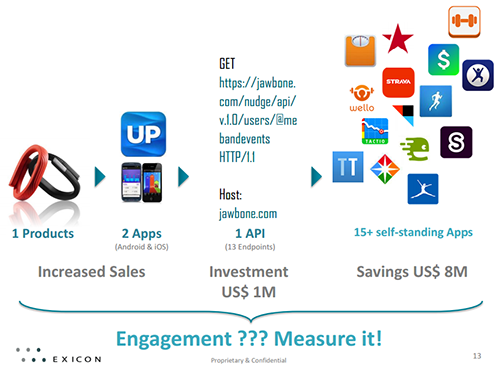 GET
https://jawbone.
com/nudge/api/
v.1.0/users/@me
bandevents
HTTP/1.1
Host:
jawbone.com
UP
STRAVA
wello
TACTIO
TT
$
S
1 Products
2 Apps
(Android & iOS)
1 API
(13 Endpoints)
15+ self-standing Apps
Increased Sales
Investment
US$ 1M
Savings US$ 8M
Engagement ??? Measure it!
EXICON
Proprietary & Confidential
13